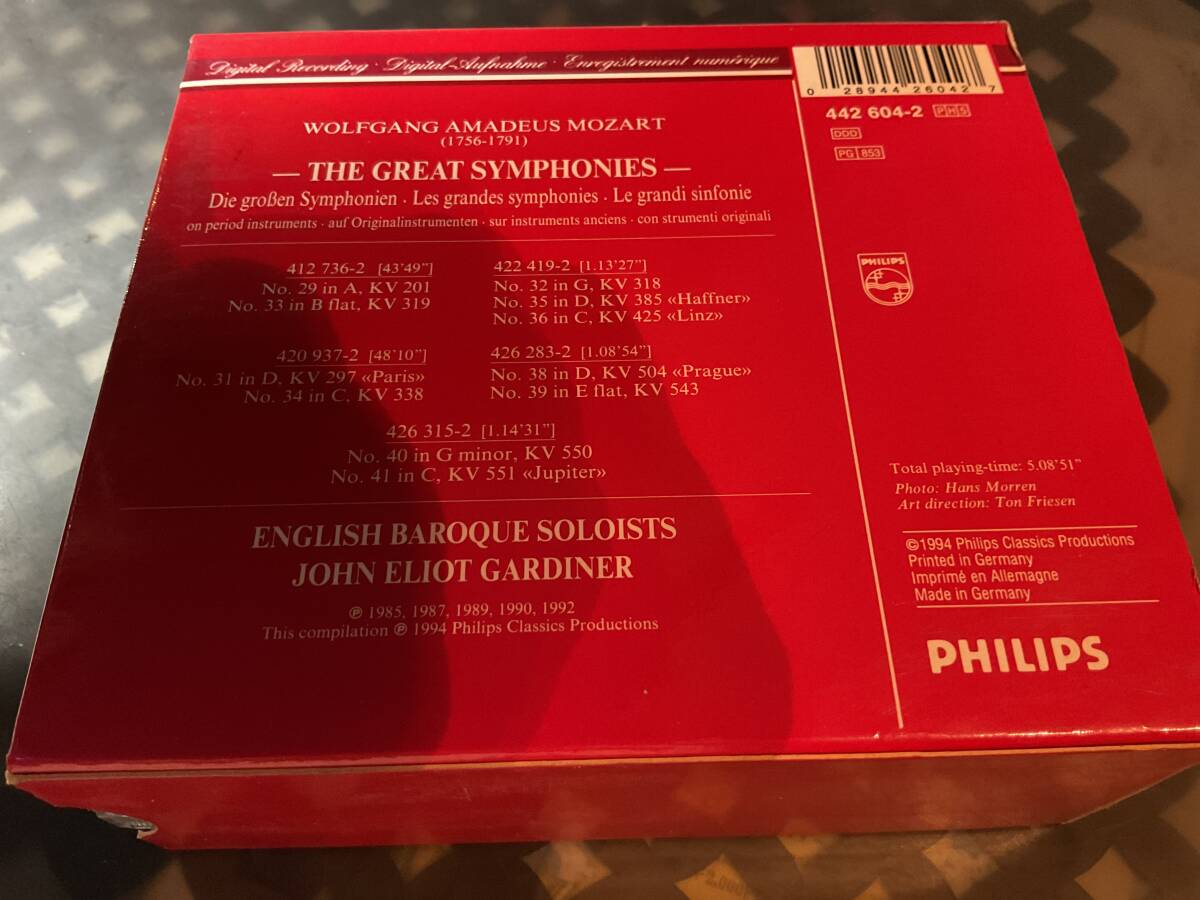 Digital Recording · Digital-Aufnahme · Enregistrement numérique
0 28944 26042 7
442 604-2 PHS
DDD
PG 853
WOLFGANG AMADEUS MOZART
(1756-1791)
— THE GREAT SYMPHONIES —
Die großen Symphonien · Les grandes symphonies · Le grandi sinfonie
on period instruments · auf Originalinstrumenten · sur instruments anciens · con strumenti originali
412 736-2 [43'49"]
No. 29 in A, KV 201
No. 33 in B flat, KV 319
422 419-2 [1.13'27"]
No. 32 in G, KV 318
No. 35 in D, KV 385 «Haffner»
No. 36 in C, KV 425 «Linz»
420 937-2 [48'10"]
No. 31 in D, KV 297 «Paris»
No. 34 in C, KV 338
426 283-2 [1.08'54"]
No. 38 in D, KV 504 «Prague»
No. 39 in E flat, KV 543
426 315-2 [1.14'31"]
No. 40 in G minor, KV 550
No. 41 in C, KV 551 «Jupiter»
ENGLISH BAROQUE SOLOISTS
JOHN ELIOT GARDINER
℗ 1985, 1987, 1989, 1990, 1992
This compilation ℗ 1994 Philips Classics Productions
PHILIPS
Total playing-time: 5.08'51"
Photo: Hans Morren
Art direction: Ton Friesen
©1994 Philips Classics Productions
Printed in Germany
Imprimé en Allemagne
Made in Germany
PHILIPS